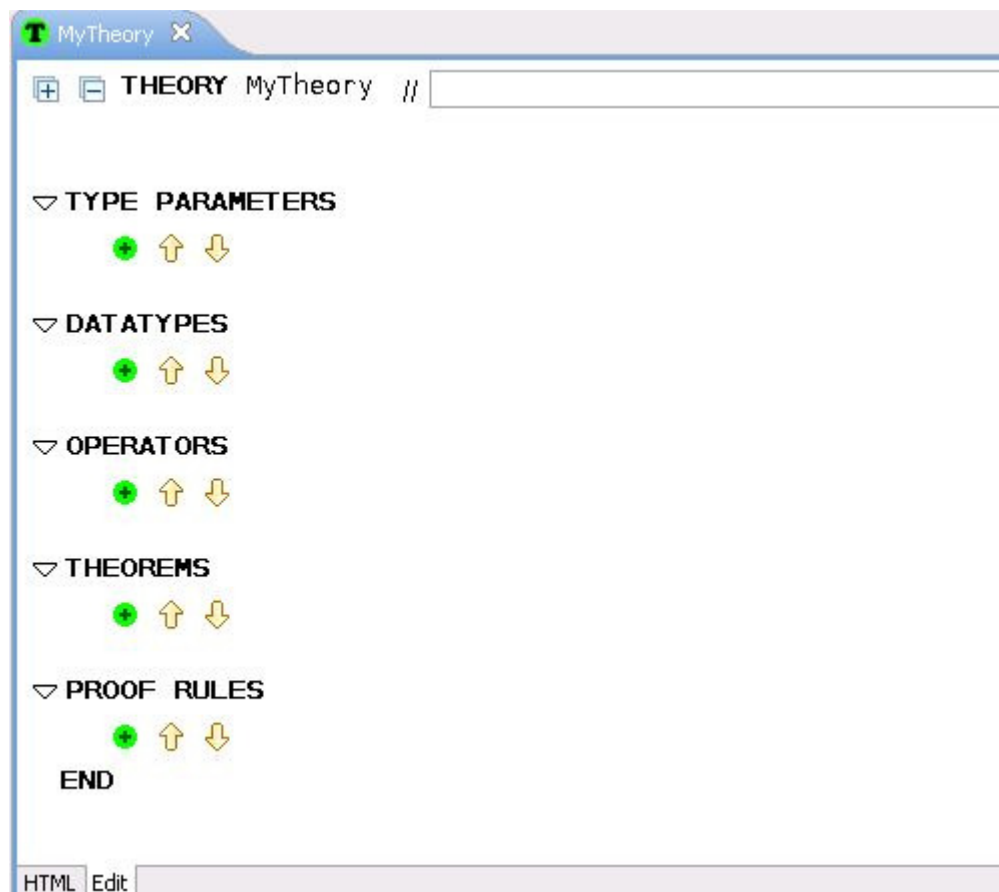 MyTheory
THEORY MyTheory //
TYPE PARAMETERS
DATATYPES
OPERATORS
THEOREMS
PROOF RULES
END
HTML Edit